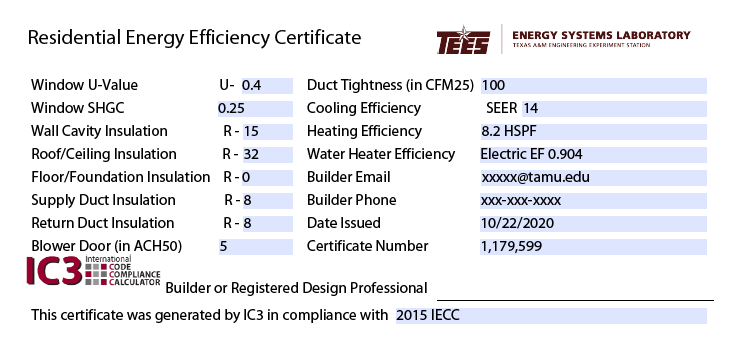 Residential Energy Efficiency Certificate
TEES
ENERGY SYSTEMS LABORATORY
TEXAS A&M ENGINEERING EXPERIMENT STATION
Window U-Value U- 0.4 Duct Tightness (in CFM25) 100
Window SHGC 0.25 Cooling Efficiency SEER 14
Wall Cavity Insulation R - 15 Heating Efficiency 8.2 HSPF
Roof/Ceiling Insulation R - 32 Water Heater Efficiency Electric EF 0.904
Floor/Foundation Insulation R - 0 Builder Email xxxxx@tamu.edu
Supply Duct Insulation R - 8 Builder Phone xxx-xxx-xxxx
Return Duct Insulation R - 8 Date Issued 10/22/2020
Blower Door (in ACH50) 5 Certificate Number 1,179,599
IC3 International
CODE
COMPLIANCE
CALCULATOR
Builder or Registered Design Professional
This certificate was generated by IC3 in compliance with 2015 IECC